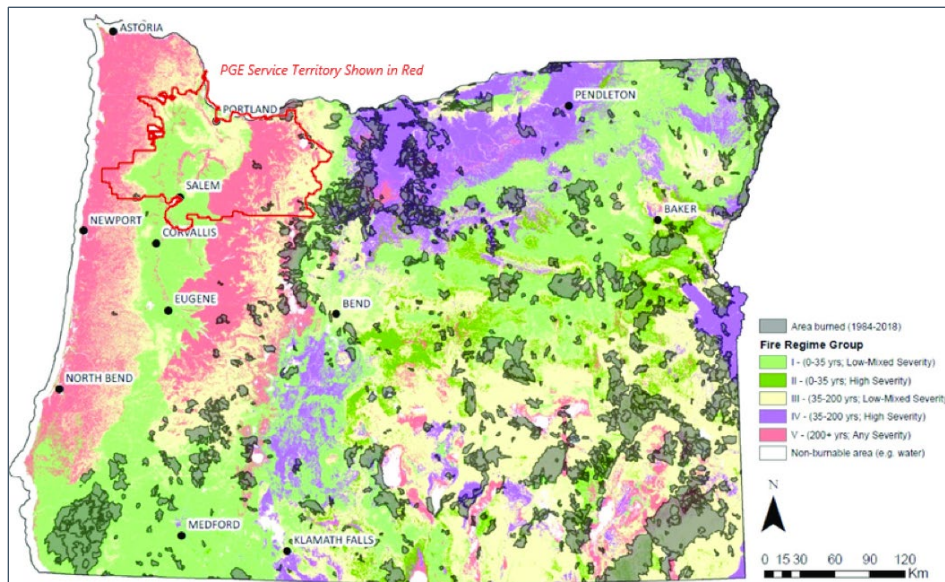 ASTORIA
PGE Service Territory Shown in Red
PORTLAND
PENDLETON
SALEM
BAKER
NEWPORT
CORVALLIS
EUGENE
BEND
NORTH BEND
MEDFORD
KLAMATH FALLS
Area burned (1984-2018)
Fire Regime Group
I - (0-35 yrs; Low-Mixed Severity)
II - (0-35 yrs; High Severity)
III - (35-200 yrs; Low-Mixed Severity
IV - (35-200 yrs; High Severity)
V - (200+ yrs; Any Severity)
Non-burnable area (e.g. water)
N
0 15 30 60 90 120
Km